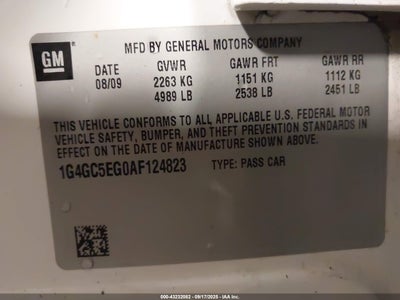 GM
MFD BY GENERAL MOTORS COMPANY
DATE GVWR GAWR FRT GAWR RR
08/09 2263 KG 1151 KG 1112 KG
4989 LB 2538 LB 2451 LB
THIS VEHICLE CONFORMS TO ALL APPLICABLE U.S. FEDERAL MOTOR
VEHICLE SAFETY, BUMPER, AND THEFT PREVENTION STANDARDS IN
EFFECT ON THE DATE OF MANUFACTURE SHOWN ABOVE.
1G4GC5EG0AF124823 TYPE: PASS CAR
000-43232082 - 09/17/2025 - IAA Inc.